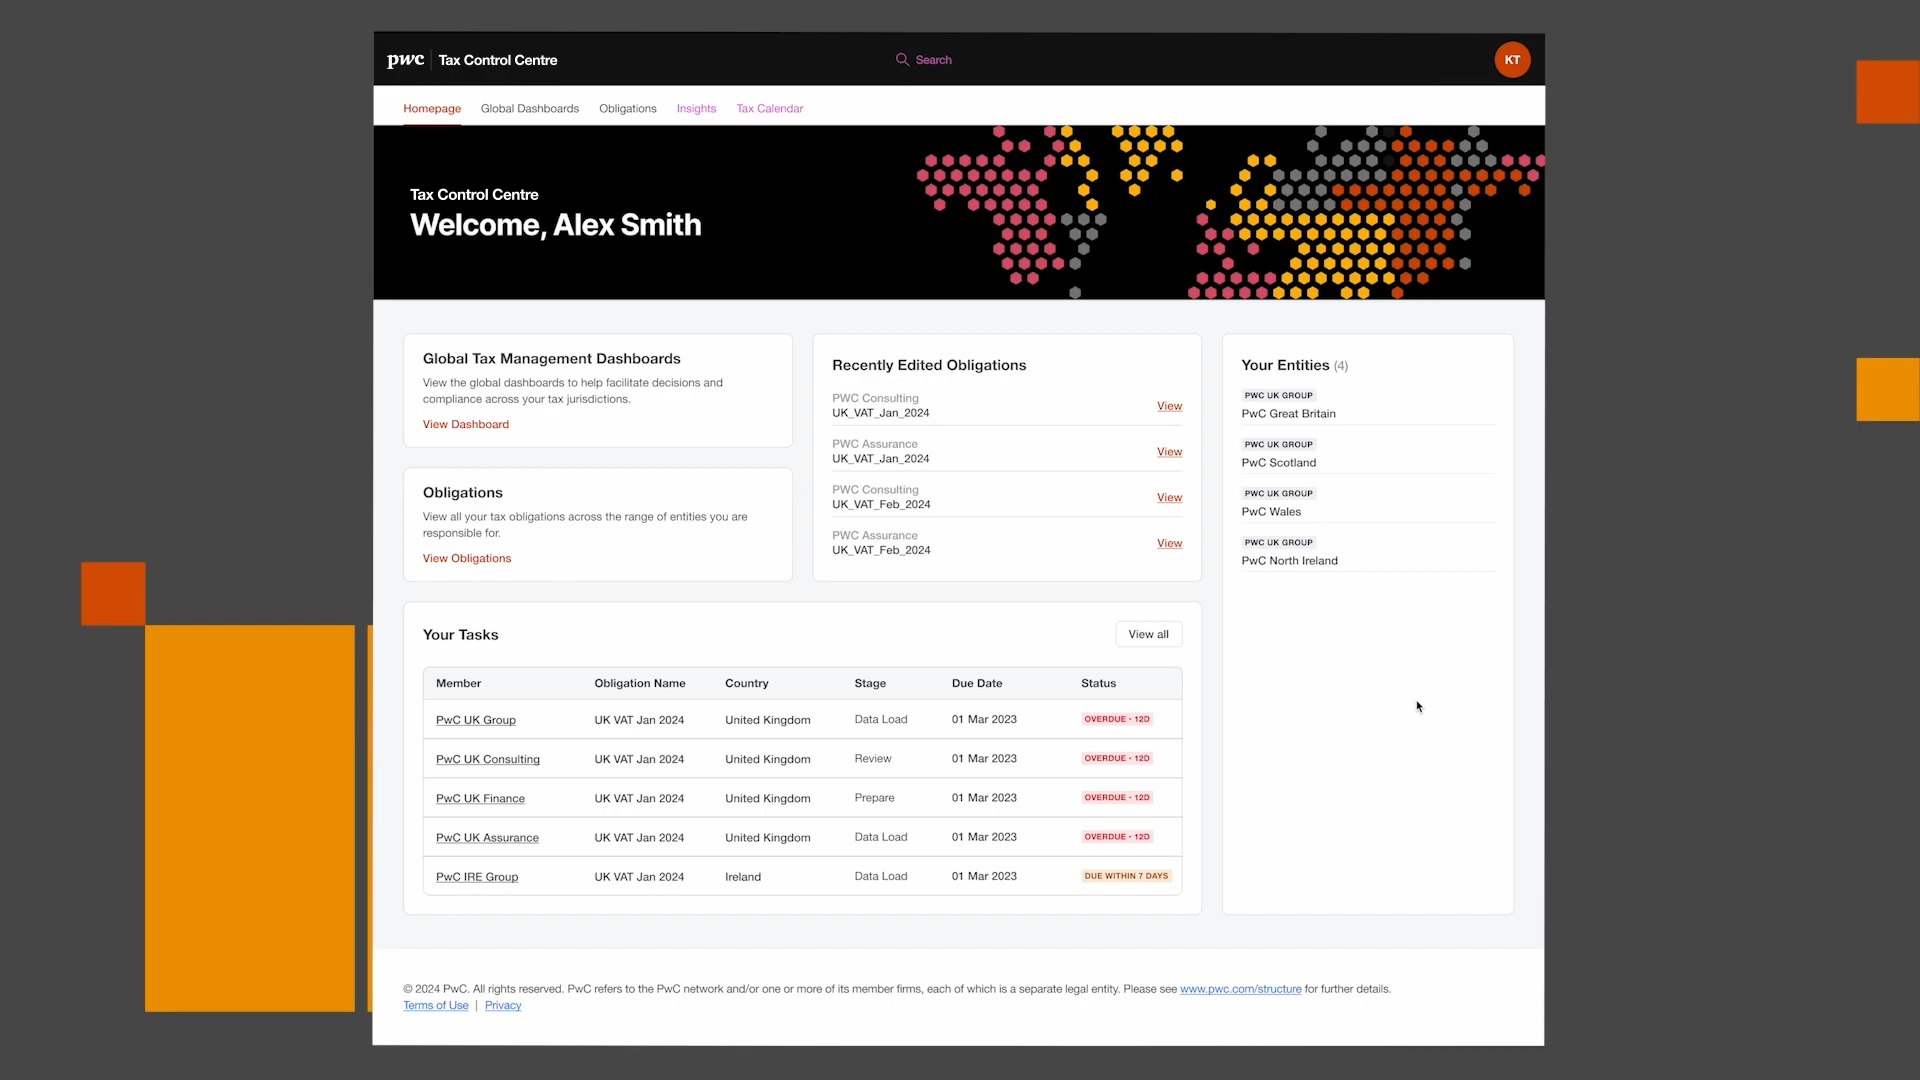 pwc Tax Control Centre
Search
KT
Homepage Global Dashboards Obligations Insights Tax Calendar
Tax Control Centre
Welcome, Alex Smith
Global Tax Management Dashboards
View the global dashboards to help facilitate decisions and
compliance across your tax jurisdictions.
View Dashboard
Obligations
View all your tax obligations across the range of entities you are
responsible for.
View Obligations
Recently Edited Obligations
PWC Consulting
UK_VAT_Jan_2024 View
PWC Assurance
UK_VAT_Jan_2024 View
PWC Consulting
UK_VAT_Feb_2024 View
PWC Assurance
UK_VAT_Feb_2024 View
Your Entities (4)
PWC UK GROUP
PwC Great Britain
PWC UK GROUP
PwC Scotland
PWC UK GROUP
PwC Wales
PWC UK GROUP
PwC North Ireland
Your Tasks View all
Member Obligation Name Country Stage Due Date Status
PwC UK Group UK VAT Jan 2024 United Kingdom Data Load 01 Mar 2023 OVERDUE • 12D
PwC UK Consulting UK VAT Jan 2024 United Kingdom Review 01 Mar 2023 OVERDUE • 12D
PwC UK Finance UK VAT Jan 2024 United Kingdom Prepare 01 Mar 2023 OVERDUE • 12D
PwC UK Assurance UK VAT Jan 2024 United Kingdom Data Load 01 Mar 2023 OVERDUE • 12D
PwC IRE Group UK VAT Jan 2024 Ireland Data Load 01 Mar 2023 DUE WITHIN 7 DAYS
© 2024 PwC. All rights reserved. PwC refers to the PwC network and/or one or more of its member firms, each of which is a separate legal entity. Please see www.pwc.com/structure for further details.
Terms of Use | Privacy